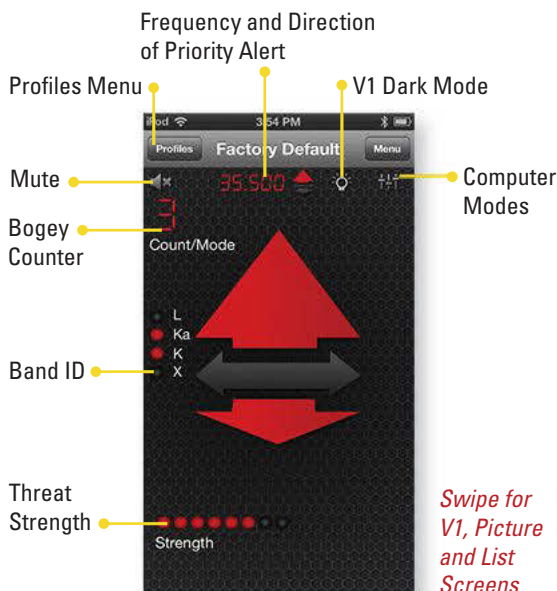 Frequency and Direction
of Priority Alert
Profiles Menu
V1 Dark Mode
iPod 3:54 PM
Profiles Factory Default Menu
Mute
35.500
Computer
Modes
Bogey
Counter
3
Count/Mode
L
Ka
K
X
Band ID
Threat
Strength
Strength
Swipe for
V1, Picture
and List
Screens